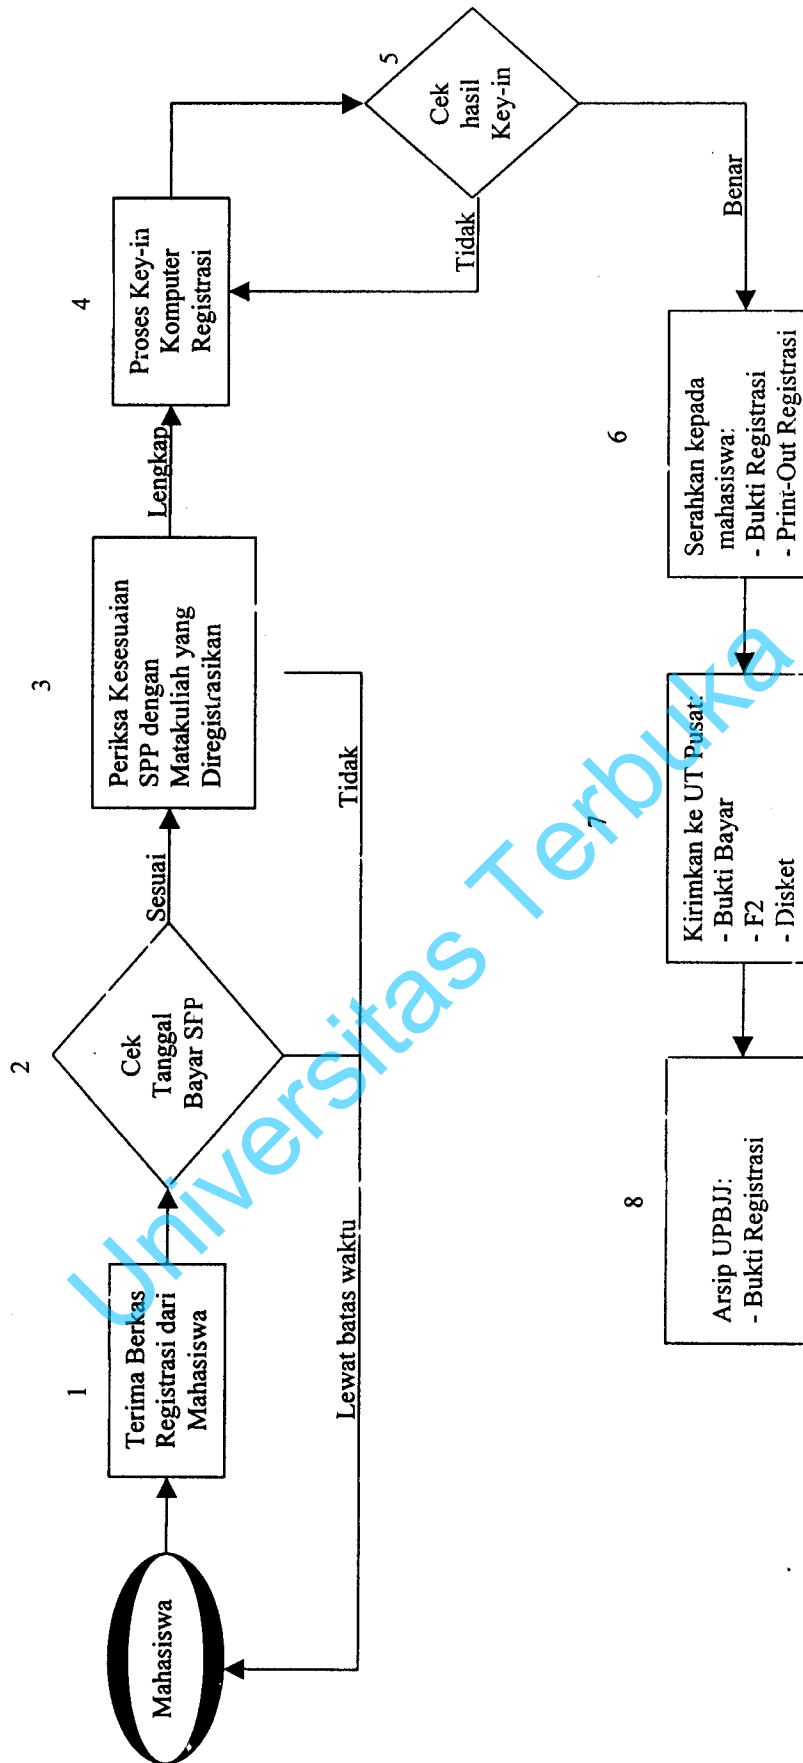 Mahasiswa
1
Terima Berkas
Registrasi dari
Mahasiswa
2
Cek
Tanggal
Bayar SPP
Sesuai
Lewat batas waktu
3
Periksa Kesesuaian
SPP dengan
Matakuliah yang
Diregistrasikan
Tidak
Lengkap
4
Proses Key-in
Komputer
Registrasi
5
Cek
hasil
Key-in
Tidak
Benar
6
Serahkan kepada
mahasiswa:
- Bukti Registrasi
- Print-Out Registrasi
7
Kirimkan ke UT Pusat:
- Bukti Bayar
- F2
- Disket
8
Arsip UPBJJ:
- Bukti Registrasi
Universitas Terbuka